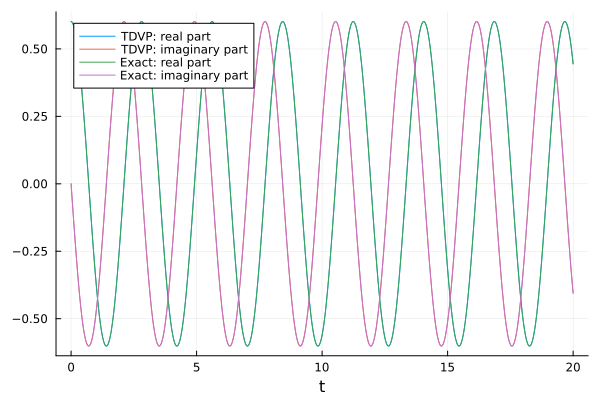 TDVP: real part
TDVP: imaginary part
Exact: real part
Exact: imaginary part
0.50
0.25
0.00
−0.25
−0.50
0 5 10 15 20
t